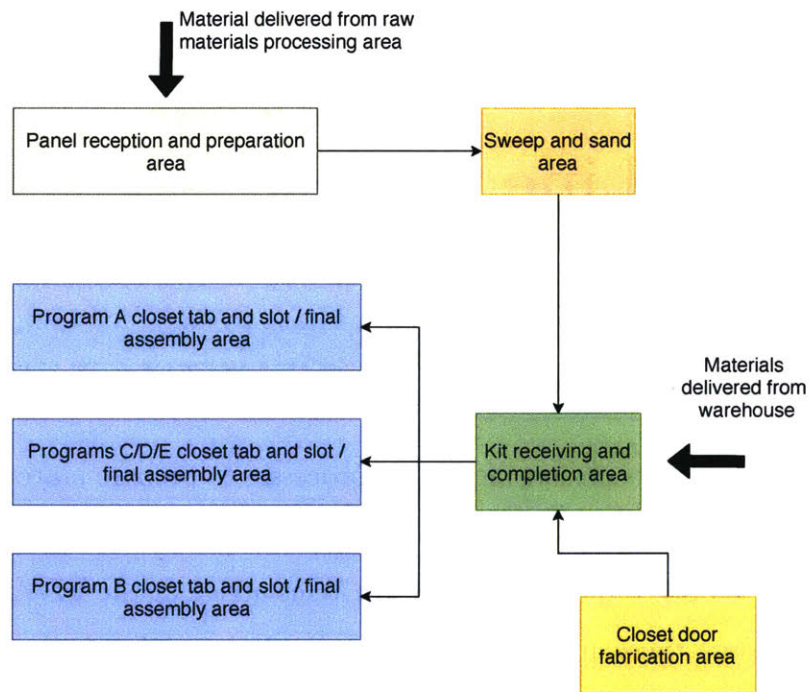 Material delivered from raw
materials processing area
Panel reception and preparation
area
Sweep and sand
area
Program A closet tab and slot / final
assembly area
Materials
delivered from
warehouse
Programs C/D/E closet tab and slot /
final assembly area
Kit receiving and
completion area
Program B closet tab and slot / final
assembly area
Closet door
fabrication area